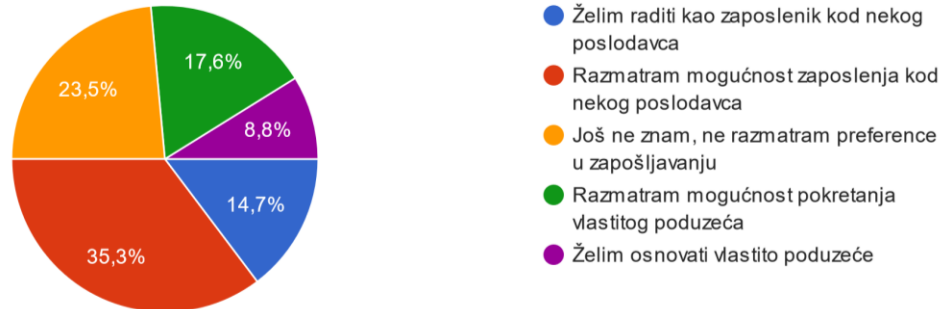 17,6%
23,5%
8,8%
14,7%
35,3%
Želim raditi kao zaposlenik kod nekog
poslodavca
Razmatram mogućnost zaposlenja kod
nekog poslodavca
Još ne znam, ne razmatram preference
u zapošljavanju
Razmatram mogućnost pokretanja
vlastitog poduzeća
Želim osnovati vlastito poduzeće